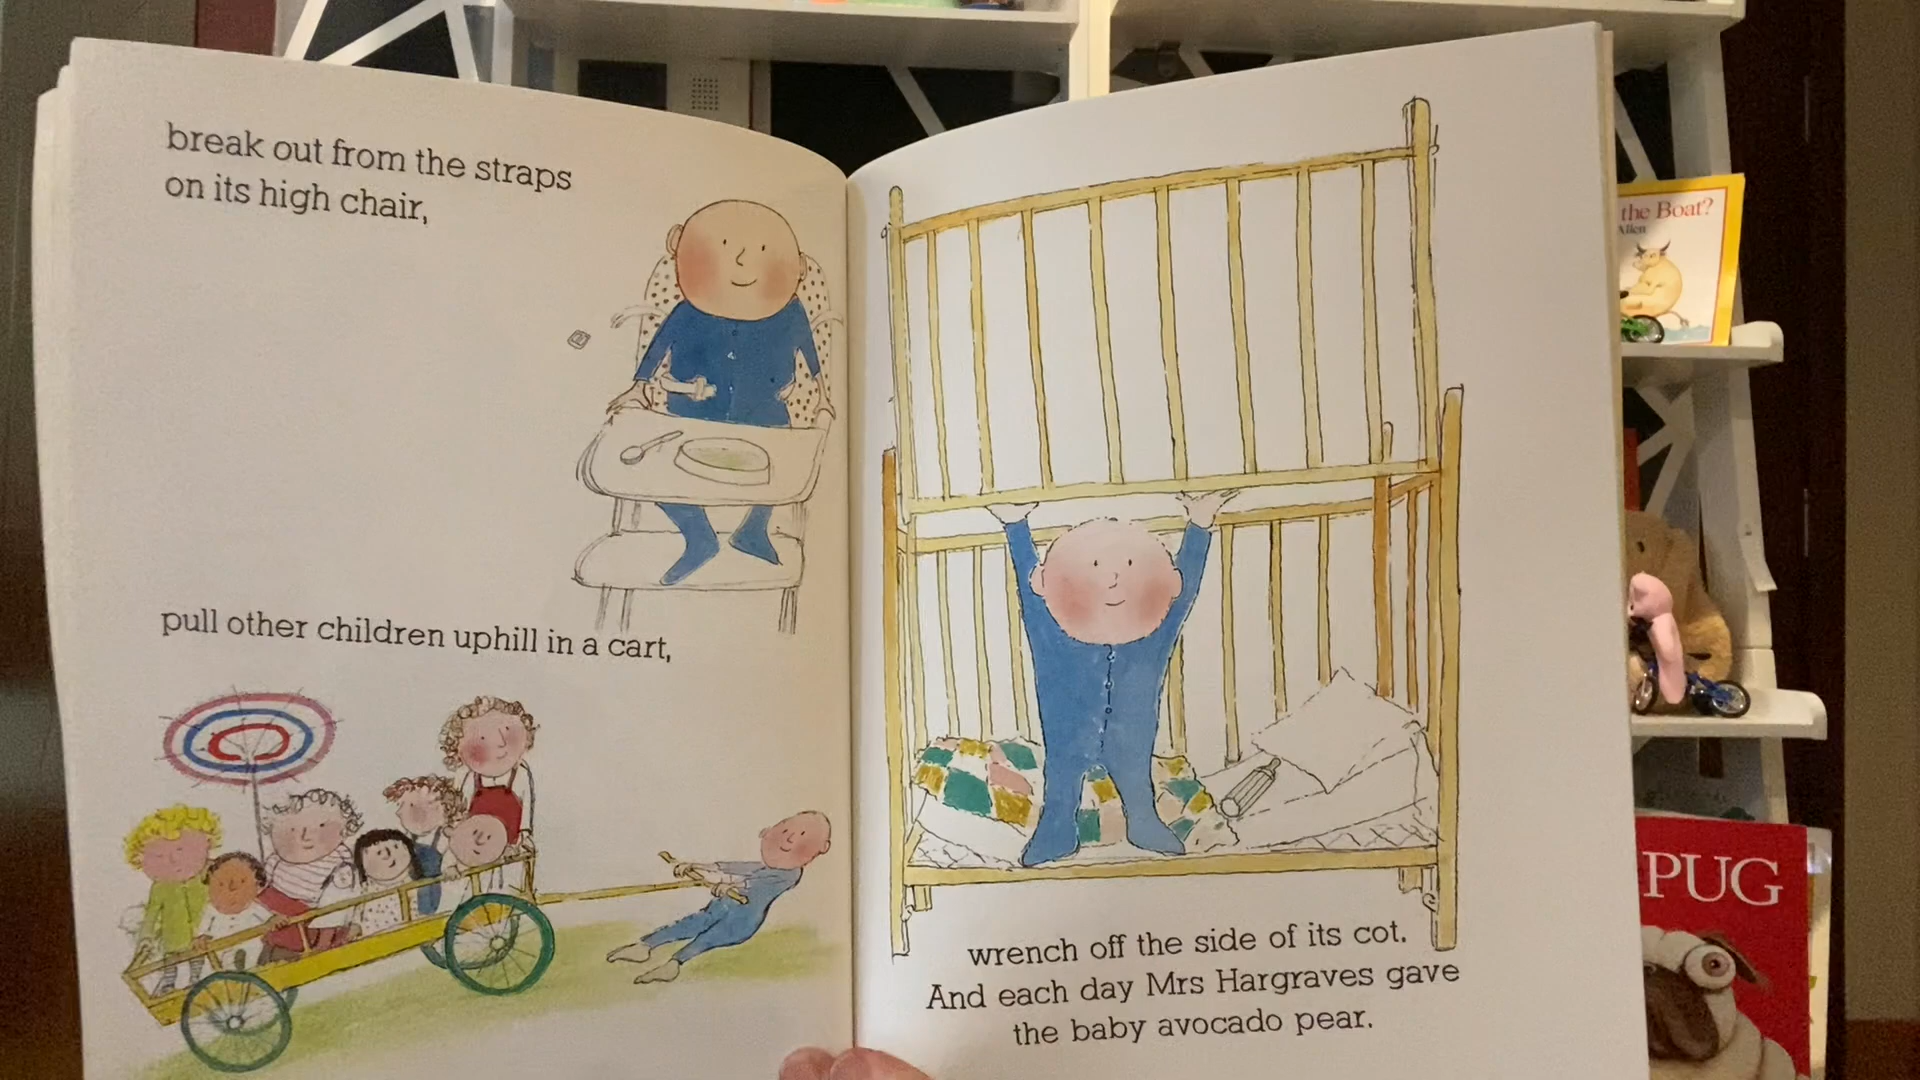 break out from the straps
on its high chair,
pull other children uphill in a cart,
wrench off the side of its cot.
And each day Mrs Hargraves gave
the baby avocado pear.
the Boat?
Allen
PUG